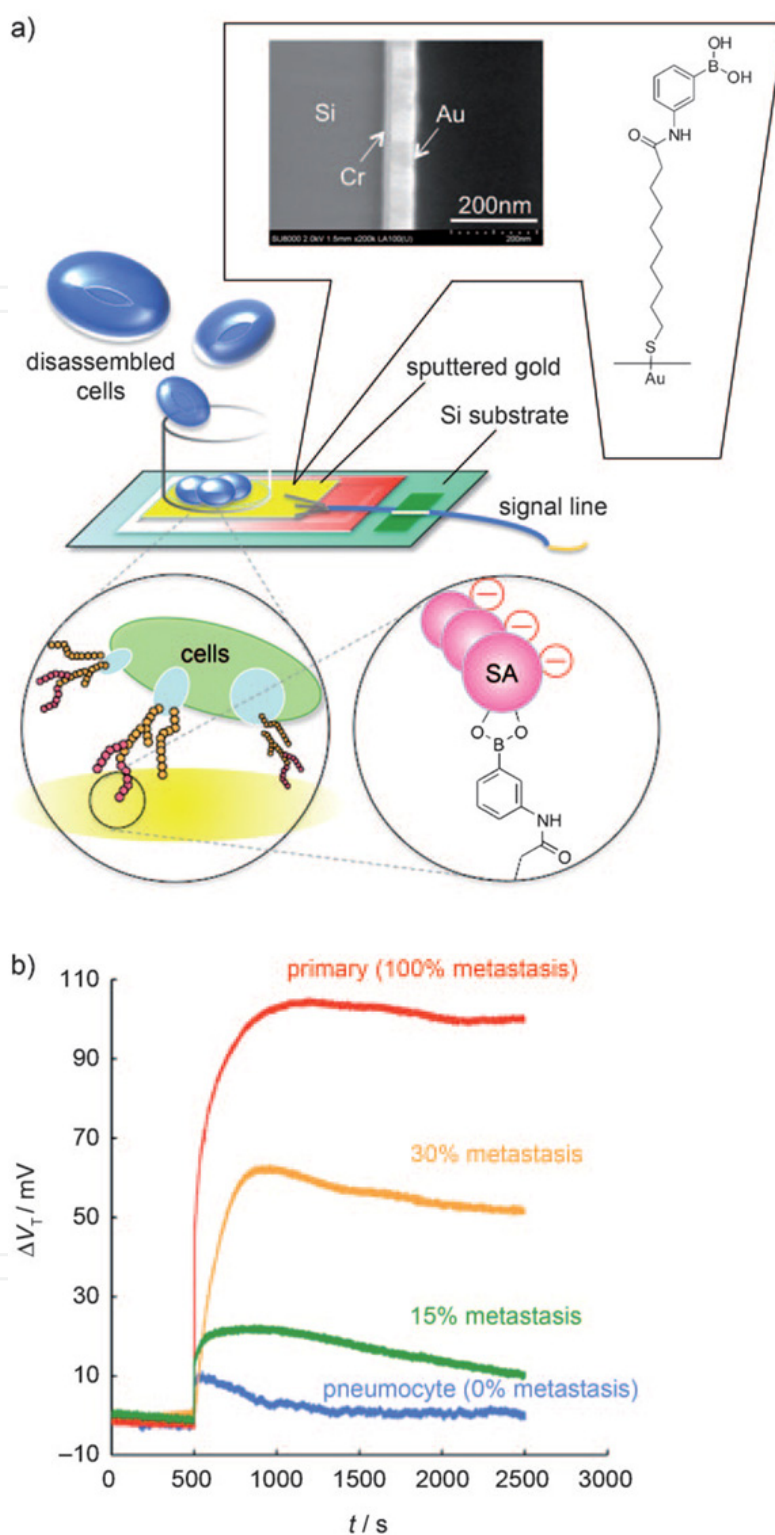 a)
Si
Au
Cr
200nm
SU8000 2.0kV 1.5mm x200k LA100(U)
200nm
OH
B
OH
O
NH
S
Au
disassembled
cells
sputtered gold
Si substrate
signal line
cells
SA
O
B
O
NH
O
b)
110
90
70
50
30
10
–10
ΔV_T / mV
primary (100% metastasis)
30% metastasis
15% metastasis
pneumocyte (0% metastasis)
0 500 1000 1500 2000 2500 3000
t / s